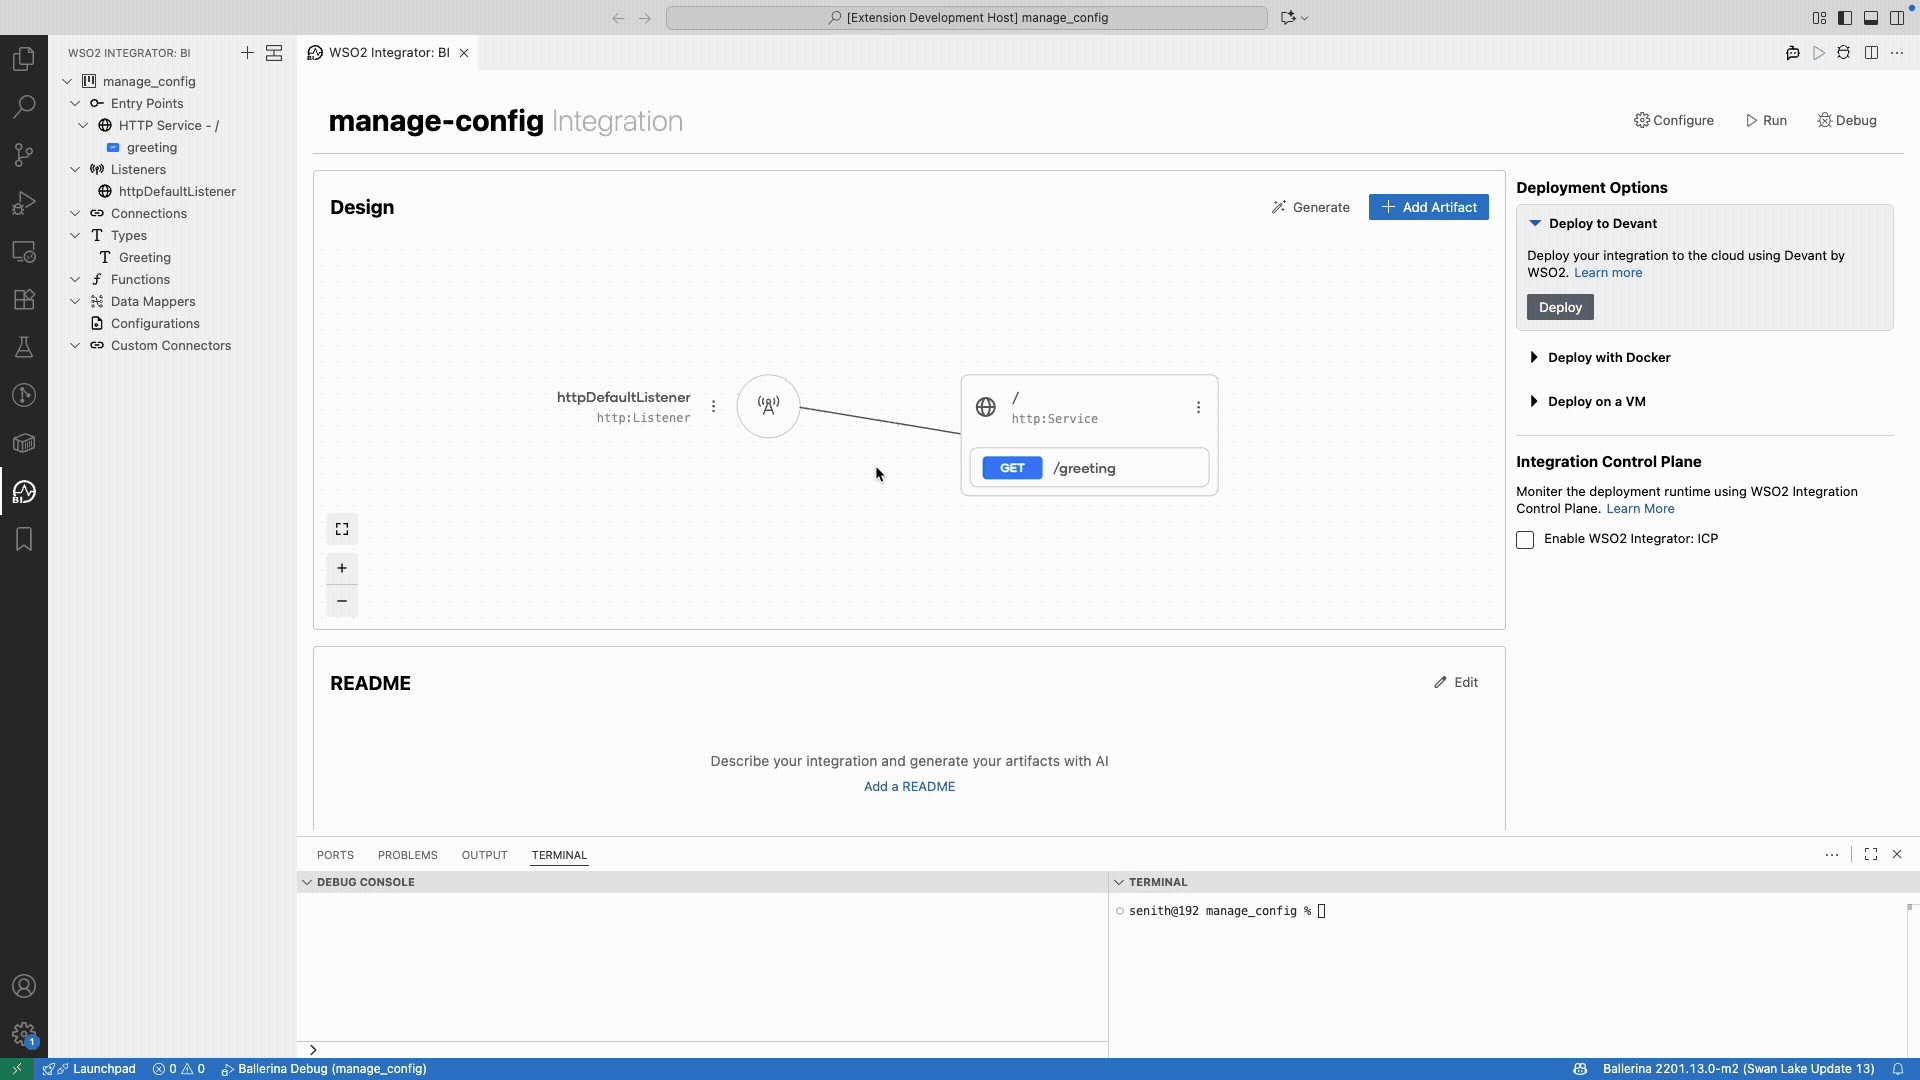 [Extension Development Host] manage_config
WSO2 INTEGRATOR: BI
manage_config
Entry Points
HTTP Service - /
greeting
Listeners
httpDefaultListener
Connections
Types
Greeting
Functions
Data Mappers
Configurations
Custom Connectors
BI
WSO2 Integrator: BI
manage-config Integration
Configure
Run
Debug
Design
Generate
Add Artifact
httpDefaultListener
http:Listener
/
http:Service
GET /greeting
README
Edit
Describe your integration and generate your artifacts with AI
Add a README
Deployment Options
Deploy to Devant
Deploy your integration to the cloud using Devant by
WSO2. Learn more
Deploy
Deploy with Docker
Deploy on a VM
Integration Control Plane
Moniter the deployment runtime using WSO2 Integration
Control Plane. Learn More
Enable WSO2 Integrator: ICP
PORTS PROBLEMS OUTPUT TERMINAL
DEBUG CONSOLE
TERMINAL
senith@192 manage_config %
1
Launchpad 0 0 Ballerina Debug (manage_config)
Ballerina 2201.13.0-m2 (Swan Lake Update 13)